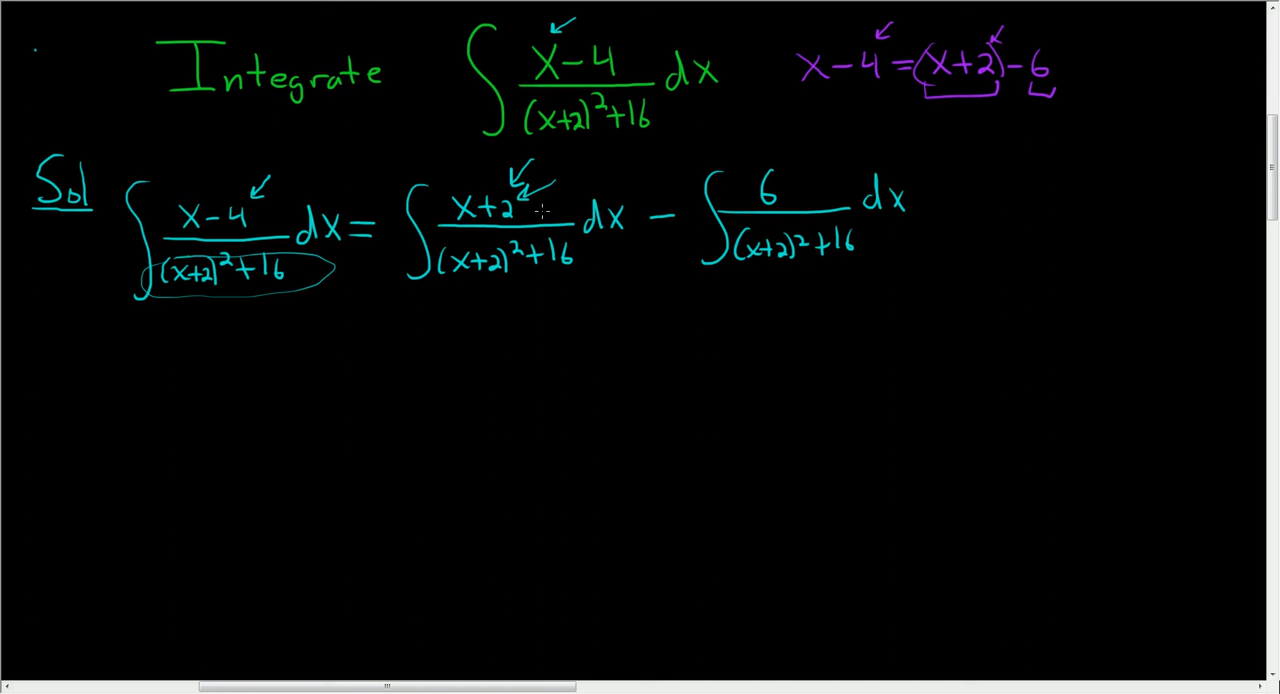 Integrate ∫ (x-4)/((x+2)²+16) dx x-4=(x+2)-6
Sol ∫ (x-4)/((x+2)²+16) dx = ∫ (x+2)/((x+2)²+16) dx - ∫ 6/((x+2)²+16) dx